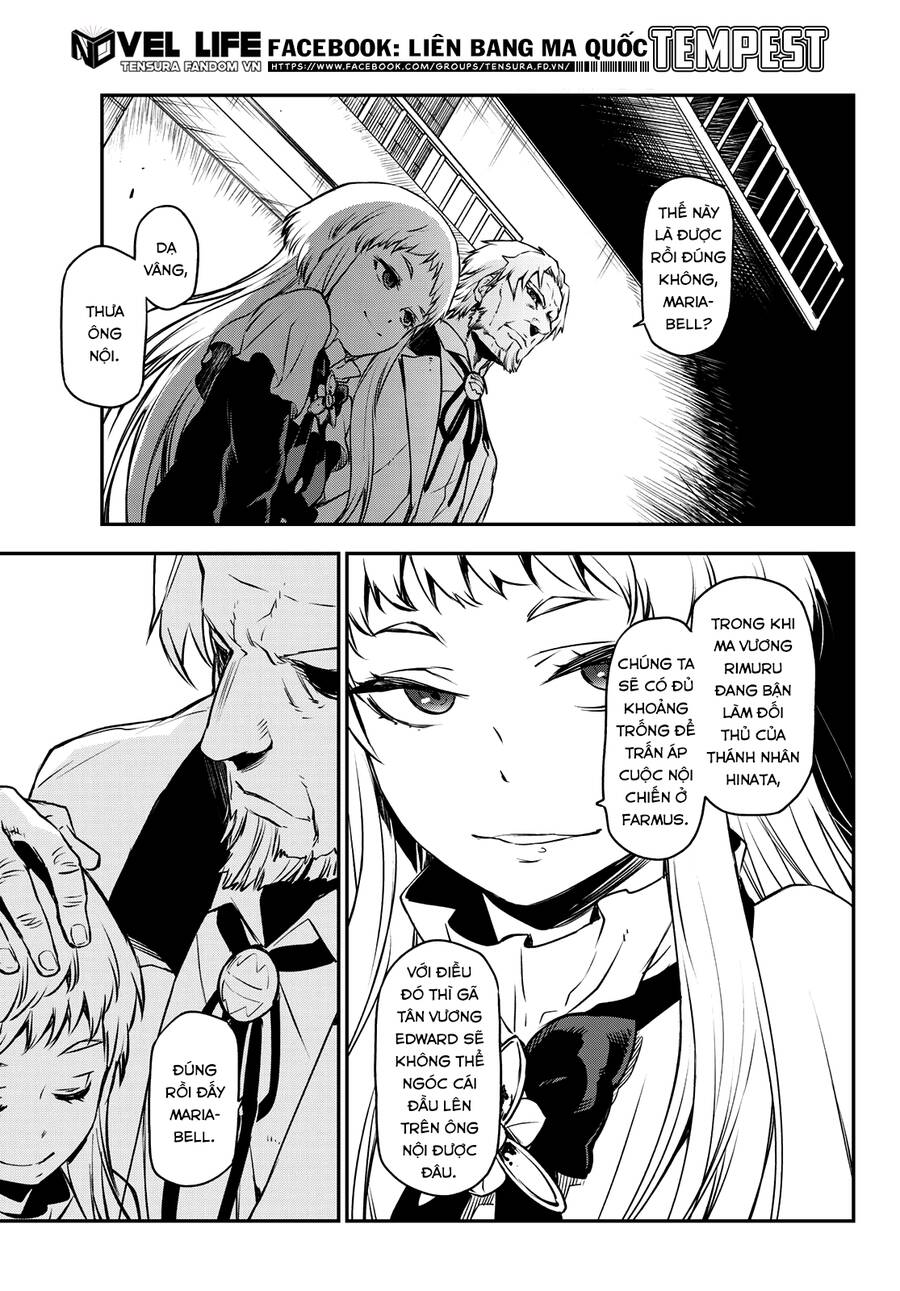 NOVEL LIFE
TENSURA FANDOM VN
FACEBOOK: LIÊN BANG MA QUỐC
HTTPS://WWW.FACEBOOK.COM/GROUPS/TENSURA.FD.VN/
TEMPEST
THẾ NÀY
LÀ ĐƯỢC
RỒI ĐÚNG
KHÔNG,
MARIA-
BELL?
DẠ
VÂNG,
THƯA
ÔNG
NỘI.
TRONG KHI
MA VƯƠNG
RIMURU
ĐANG BẬN
LÀM ĐỐI
THỦ CỦA
THÁNH NHÂN
HINATA,
CHÚNG TA
SẼ CÓ ĐỦ
KHOẢNG
TRỐNG ĐỂ
TRẤN ÁP
CUỘC NỘI
CHIẾN Ở
FARMUS.
VỚI ĐIỀU
ĐÓ THÌ GÃ
TÂN VƯƠNG
EDWARD SẼ
KHÔNG THỂ
NGÓC CÁI
ĐẦU LÊN
TRÊN ÔNG
NỘI ĐƯỢC
ĐÂU.
ĐÚNG
RỒI ĐẤY
MARIA-
BELL.